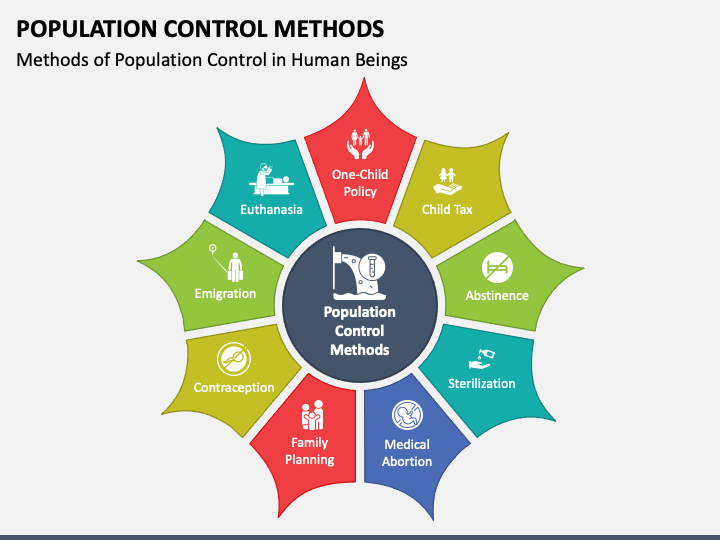 POPULATION CONTROL METHODS
Methods of Population Control in Human Beings
One-Child
Policy
Child Tax
Abstinence
Sterilization
Medical
Abortion
Family
Planning
Contraception
Emigration
Euthanasia
Population
Control
Methods